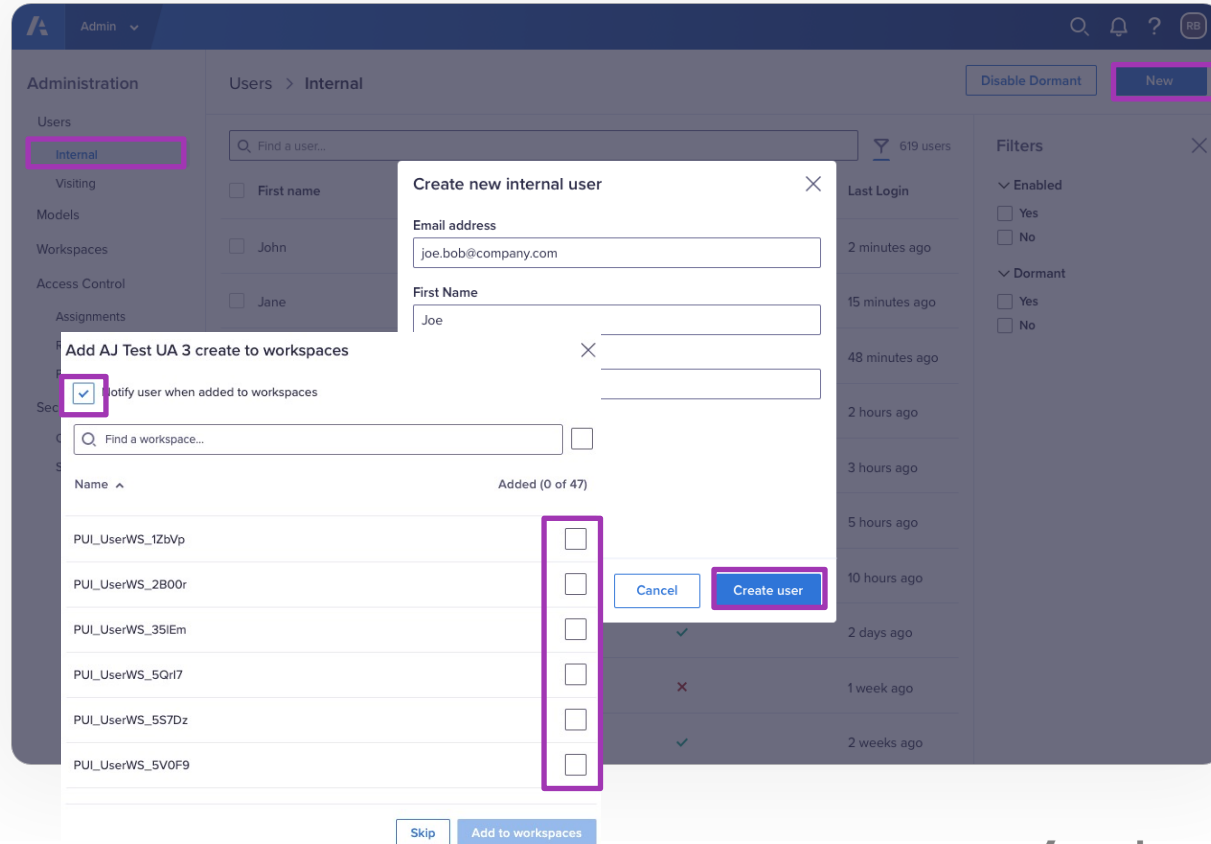 Admin
RB
Administration
Users > Internal
Disable Dormant
New
Users
Internal
Visiting
Models
Workspaces
Access Control
Assignments
Find a user...
619 users
First name
Last Login
John
2 minutes ago
Jane
15 minutes ago
48 minutes ago
2 hours ago
3 hours ago
5 hours ago
10 hours ago
2 days ago
1 week ago
2 weeks ago
Filters
Enabled
Yes
No
Dormant
Yes
No
Create new internal user
Email address
joe.bob@company.com
First Name
Joe
Cancel
Create user
Add AJ Test UA 3 create to workspaces
Notify user when added to workspaces
Find a workspace...
Name
Added (0 of 47)
PUI_UserWS_1ZbVp
PUI_UserWS_2B00r
PUI_UserWS_5S7Dz
PUI_UserWS_5V0F9
Skip
Add to workspaces